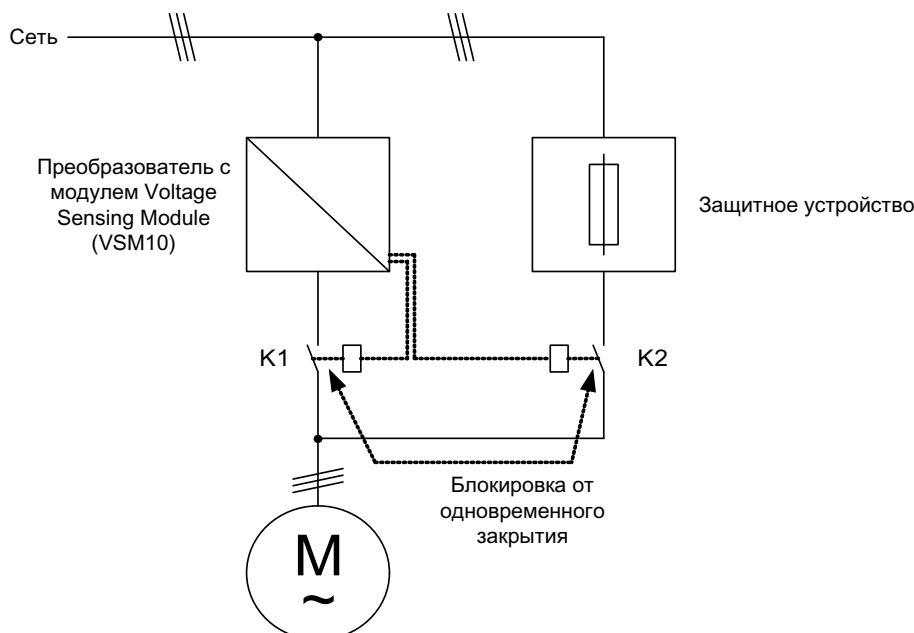 Сеть
Преобразователь с
модулем Voltage
Sensing Module
(VSM10)
Защитное устройство
K1
K2
Блокировка от
одновременного
закрытия
M
~